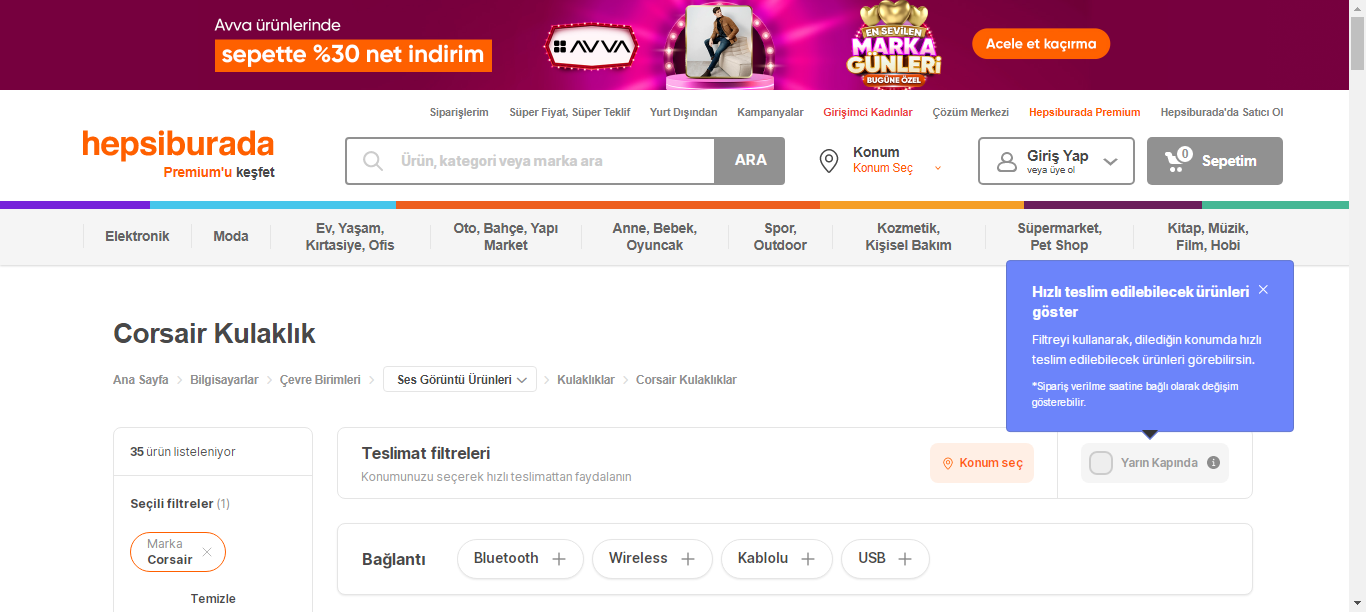 Avva ürünlerinde
sepette %30 net indirim
AVVA
EN SEVİLEN
MARKA
GÜNLERİ
BUGÜNE ÖZEL
Acele et kaçırma
Siparişlerim
Süper Fiyat, Süper Teklif
Yurt Dışından
Kampanyalar
Girişimci Kadınlar
Çözüm Merkezi
Hepsiburada Premium
Hepsiburada'da Satıcı Ol
hepsiburada
Premium'u keşfet
Ürün, kategori veya marka ara
ARA
Konum
Konum Seç
Giriş Yap
veya üye ol
0
Sepetim
Elektronik
Moda
Ev, Yaşam,
Kırtasiye, Ofis
Oto, Bahçe, Yapı
Market
Anne, Bebek,
Oyuncak
Spor,
Outdoor
Kozmetik,
Kişisel Bakım
Süpermarket,
Pet Shop
Kitap, Müzik,
Film, Hobi
Hızlı teslim edilebilecek ürünleri
göster
Filtreyi kullanarak, dilediğin konumda hızlı
teslim edilebilecek ürünleri görebilirsin.
*Sipariş verilme saatine bağlı olarak değişim
gösterebilir.
Corsair Kulaklık
Ana Sayfa
Bilgisayarlar
Çevre Birimleri
Ses Görüntü Ürünleri
Kulaklıklar
Corsair Kulaklıklar
35 ürün listeleniyor
Seçili filtreler (1)
Marka
Corsair
Temizle
Teslimat filtreleri
Konumunuzu seçerek hızlı teslimattan faydalanın
Konum seç
Yarın Kapında
Bağlantı
Bluetooth
Wireless
Kablolu
USB